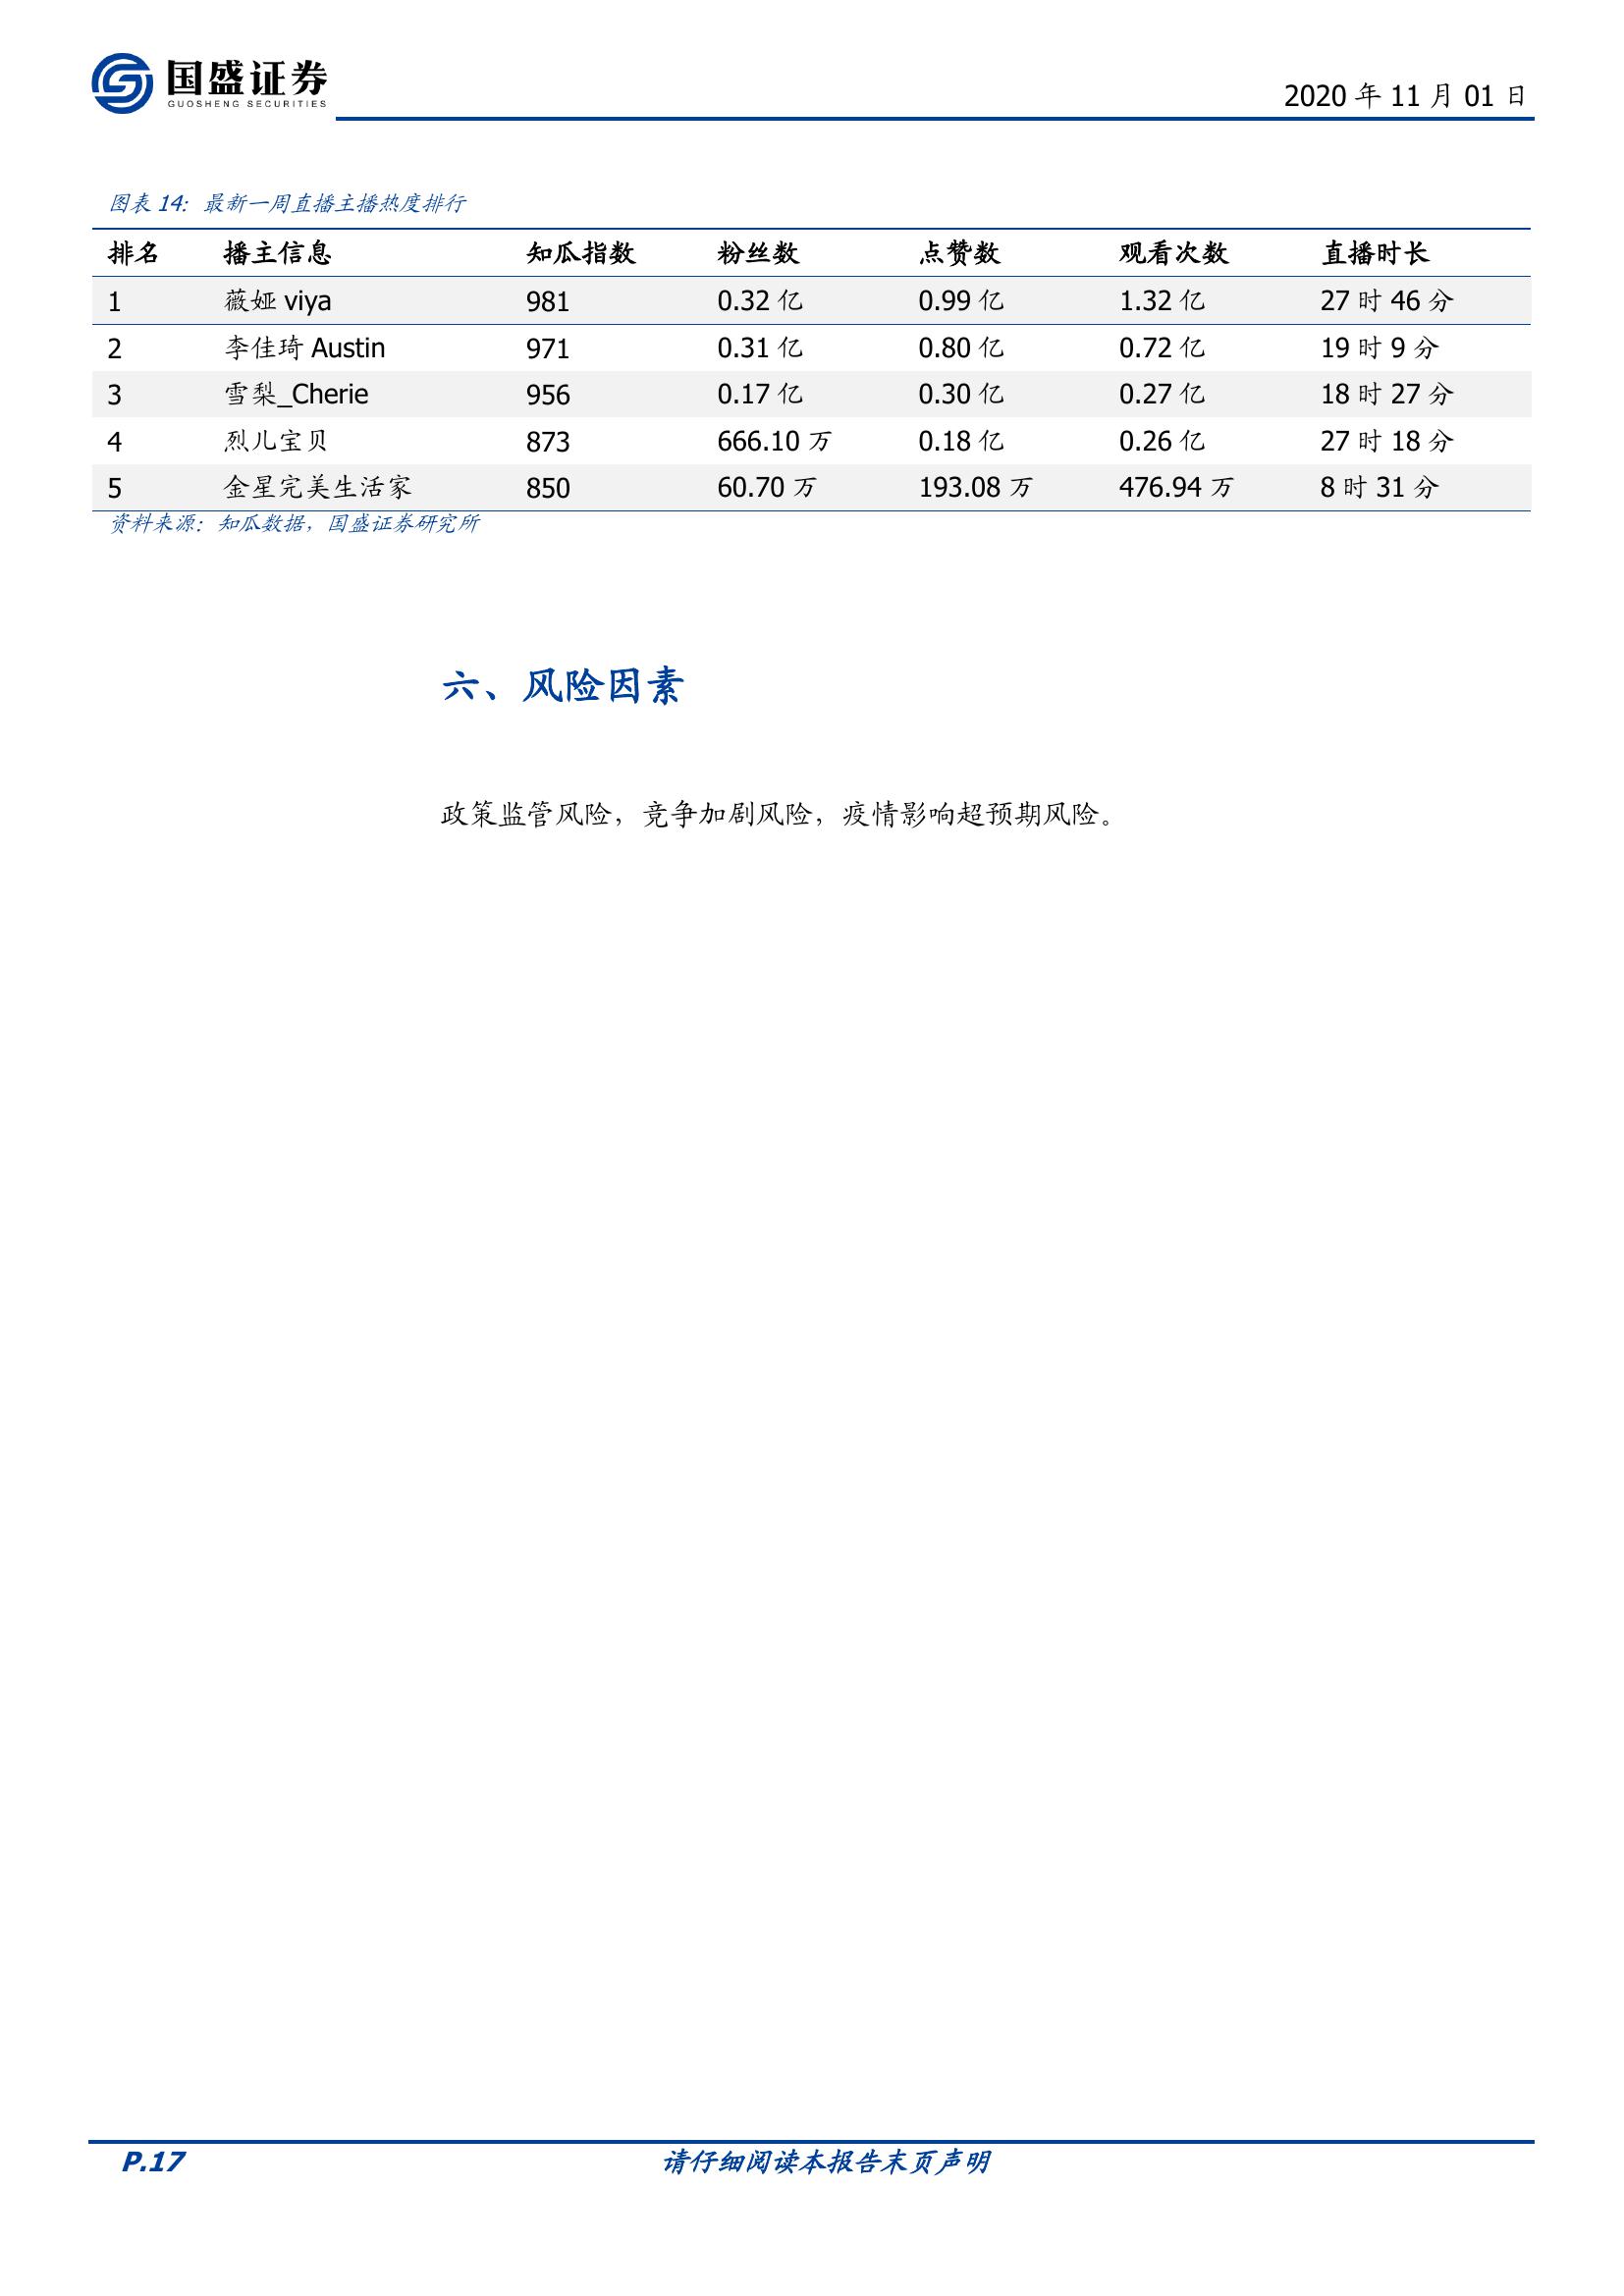 国盛证券
GUOSHENG SECURITIES
2020 年 11 月 01 日
图表 14：最新一周直播主播热度排行
排名 播主信息 知瓜指数 粉丝数 点赞数 观看次数 直播时长
1 薇娅 viya 981 0.32 亿 0.99 亿 1.32 亿 27 时 46 分
2 李佳琦 Austin 971 0.31 亿 0.80 亿 0.72 亿 19 时 9 分
3 雪梨_Cherie 956 0.17 亿 0.30 亿 0.27 亿 18 时 27 分
4 烈儿宝贝 873 666.10 万 0.18 亿 0.26 亿 27 时 18 分
5 金星完美生活家 850 60.70 万 193.08 万 476.94 万 8 时 31 分
资料来源：知瓜数据，国盛证券研究所
六、风险因素
政策监管风险，竞争加剧风险，疫情影响超预期风险。
P.17 请仔细阅读本报告末页声明